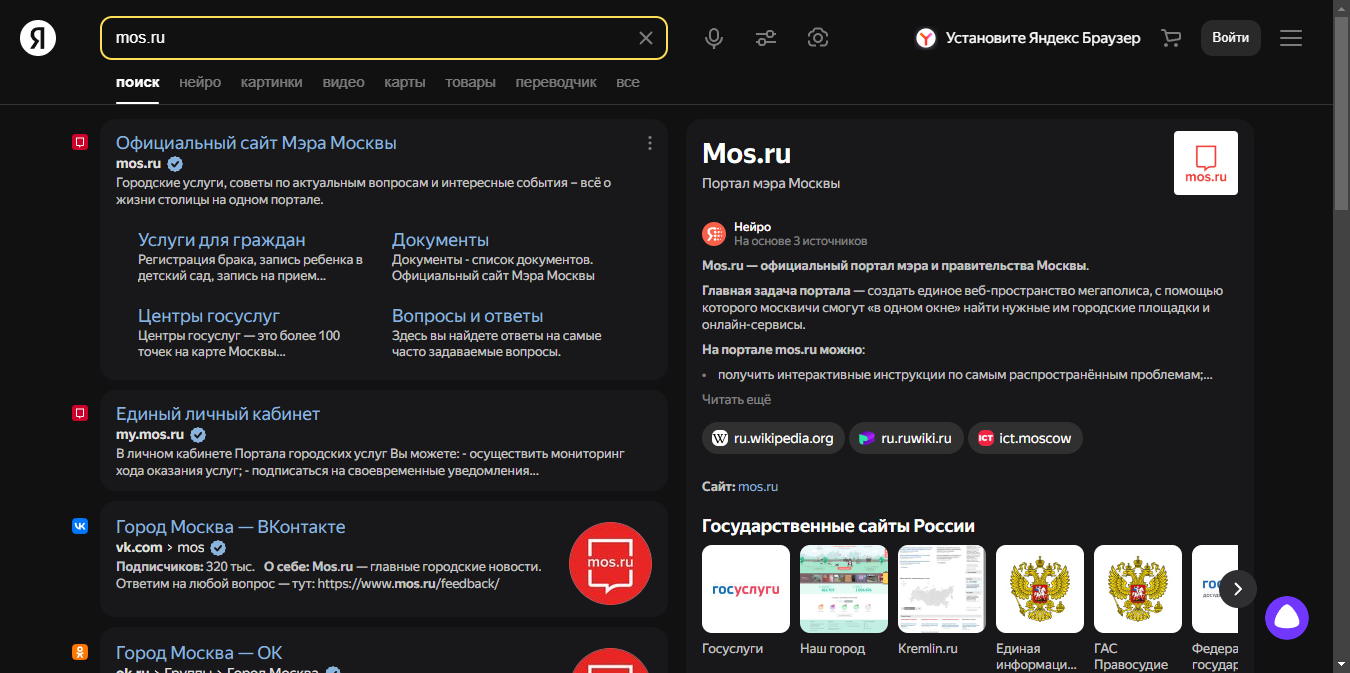 Я
mos.ru
Установите Яндекс Браузер
Войти
поиск нейро картинки видео карты товары переводчик все
Официальный сайт Мэра Москвы
mos.ru
Городские услуги, советы по актуальным вопросам и интересные события – всё о
жизни столицы на одном портале.
Услуги для граждан
Регистрация брака, запись ребенка в
детский сад, запись на прием...
Документы
Документы - список документов.
Официальный сайт Мэра Москвы
Центры госуслуг
Центры госуслуг — это более 100
точек на карте Москвы...
Вопросы и ответы
Здесь вы найдете ответы на самые
часто задаваемые вопросы.
Единый личный кабинет
my.mos.ru
В личном кабинете Портала городских услуг Вы можете: - осуществить мониторинг
хода оказания услуг; - подписаться на своевременные уведомления...
Город Москва — ВКонтакте
vk.com › mos
Подписчиков: 320 тыс. О себе: Mos.ru — главные городские новости.
Ответим на любой вопрос — тут: https://www.mos.ru/feedback/
mos.ru
Город Москва — ОК
ok.ru › Группы › Город Москва
Mos.ru
Портал мэра Москвы
mos.ru
Нейро
На основе 3 источников
Mos.ru — официальный портал мэра и правительства Москвы.
Главная задача портала — создать единое веб-пространство мегаполиса, с помощью
которого москвичи смогут «в одном окне» найти нужные им городские площадки и
онлайн-сервисы.
На портале mos.ru можно:
• получить интерактивные инструкции по самым распространённым проблемам;...
Читать ещё
W ru.wikipedia.org ru.ruwiki.ru ICT ict.moscow
Сайт: mos.ru
Государственные сайты России
госуслуги
Госуслуги
Наш город
Kremlin.ru
Единая
информаци...
ГАС
Правосудие
Федера
государ